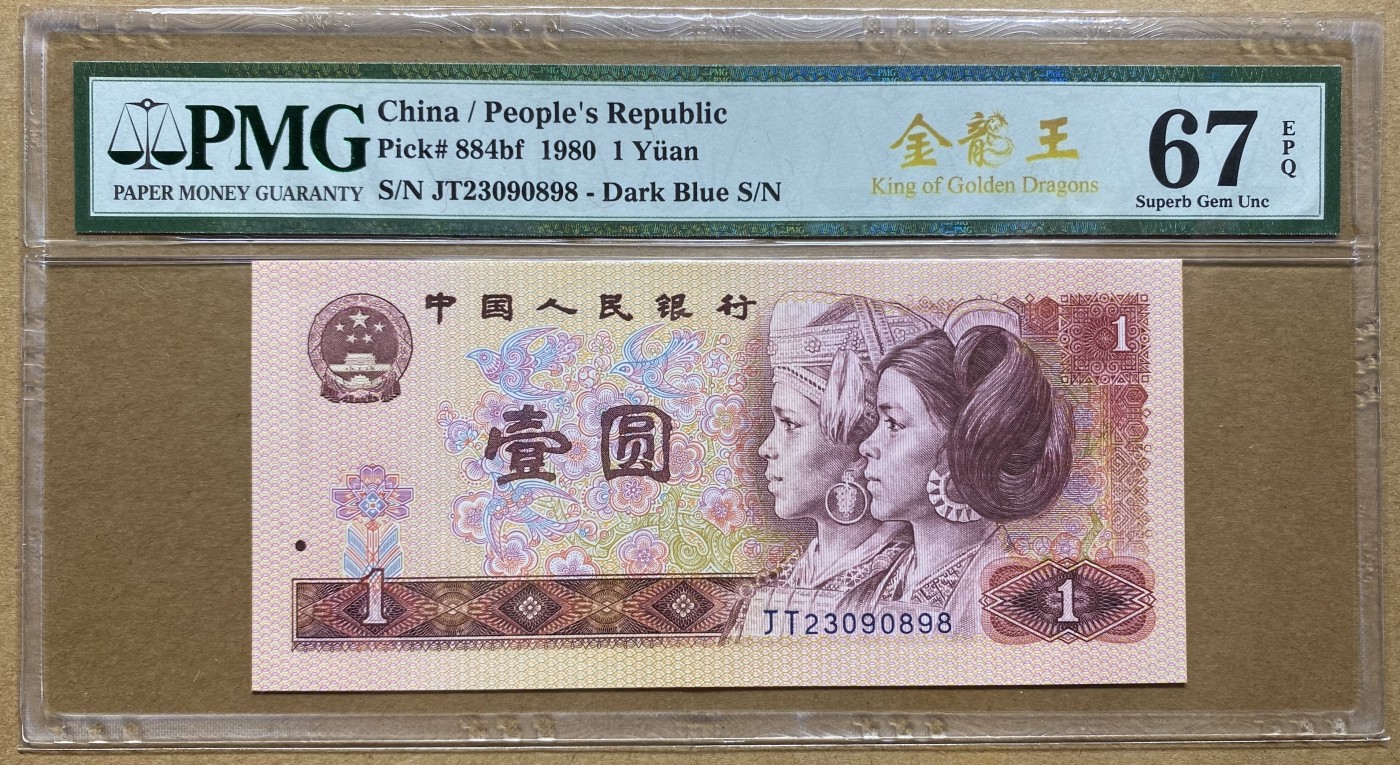 PMG
PAPER MONEY GUARANTY
China / People's Republic
Pick# 884bf 1980 1 Yüan
S/N JT23090898 - Dark Blue S/N
金龍王
King of Golden Dragons
67
EPQ
Superb Gem Unc
中国人民银行
1
壹圆
1
JT23090898
1